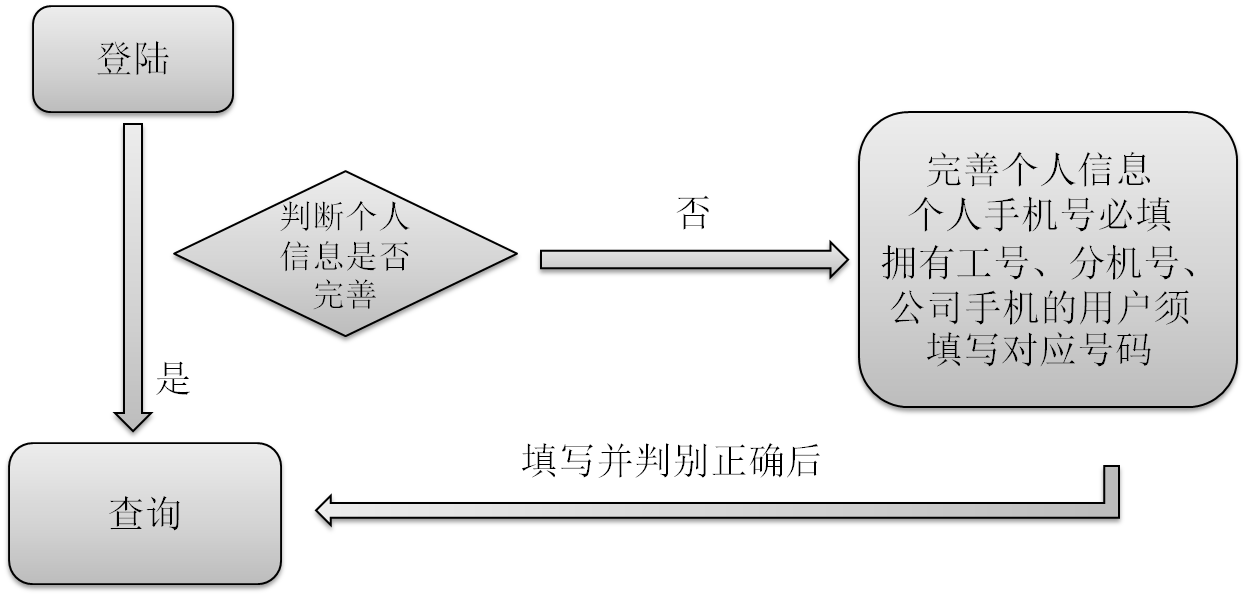 登陆
判断个人
信息是否
完善
否
完善个人信息
个人手机号必填
拥有工号、分机号、
公司手机的用户须
填写对应号码
是
填写并判别正确后
查询